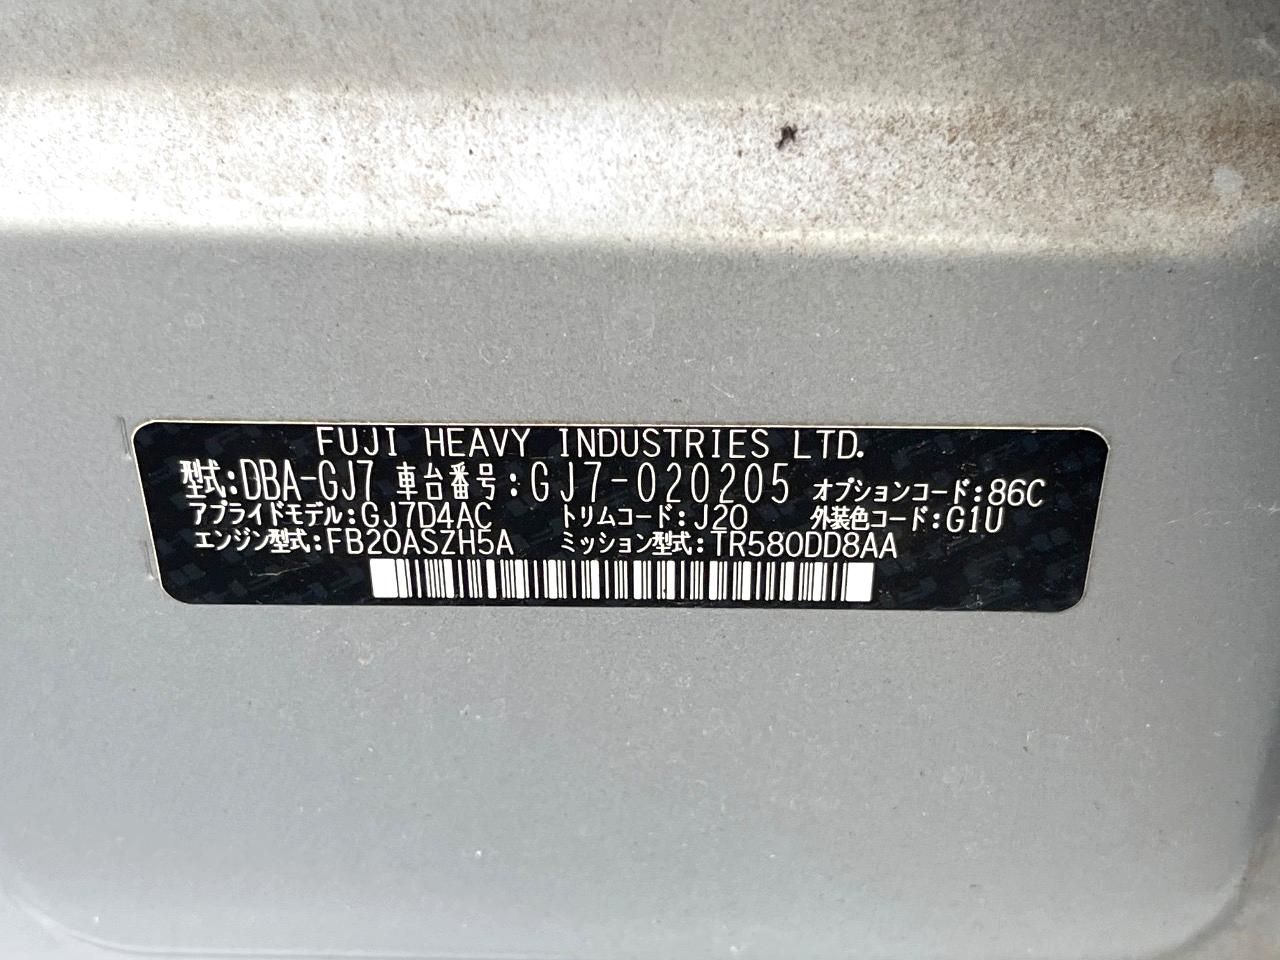 FUJI HEAVY INDUSTRIES LTD.
型式:DBA-GJ7 車台番号:GJ7-020205 オプションコード:86C
アプライドモデル:GJ7D4AC トリムコード:J20 外装色コード:G1U
エンジン型式:FB20ASZH5A ミッション型式:TR580DD8AA